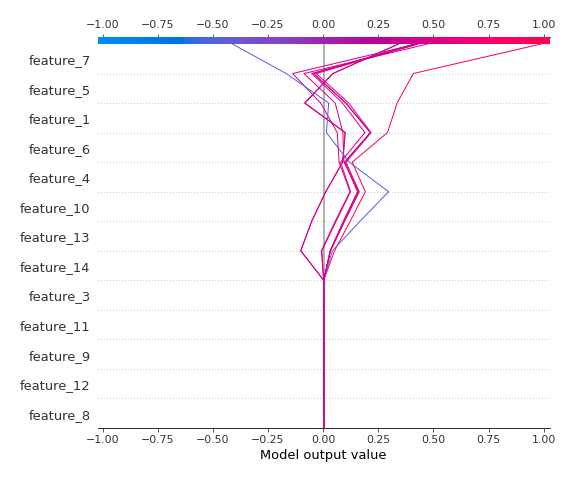 −1.00 −0.75 −0.50 −0.25 0.00 0.25 0.50 0.75 1.00
feature_7
feature_5
feature_1
feature_6
feature_4
feature_10
feature_13
feature_14
feature_3
feature_11
feature_9
feature_12
feature_8
−1.00 −0.75 −0.50 −0.25 0.00 0.25 0.50 0.75 1.00
Model output value